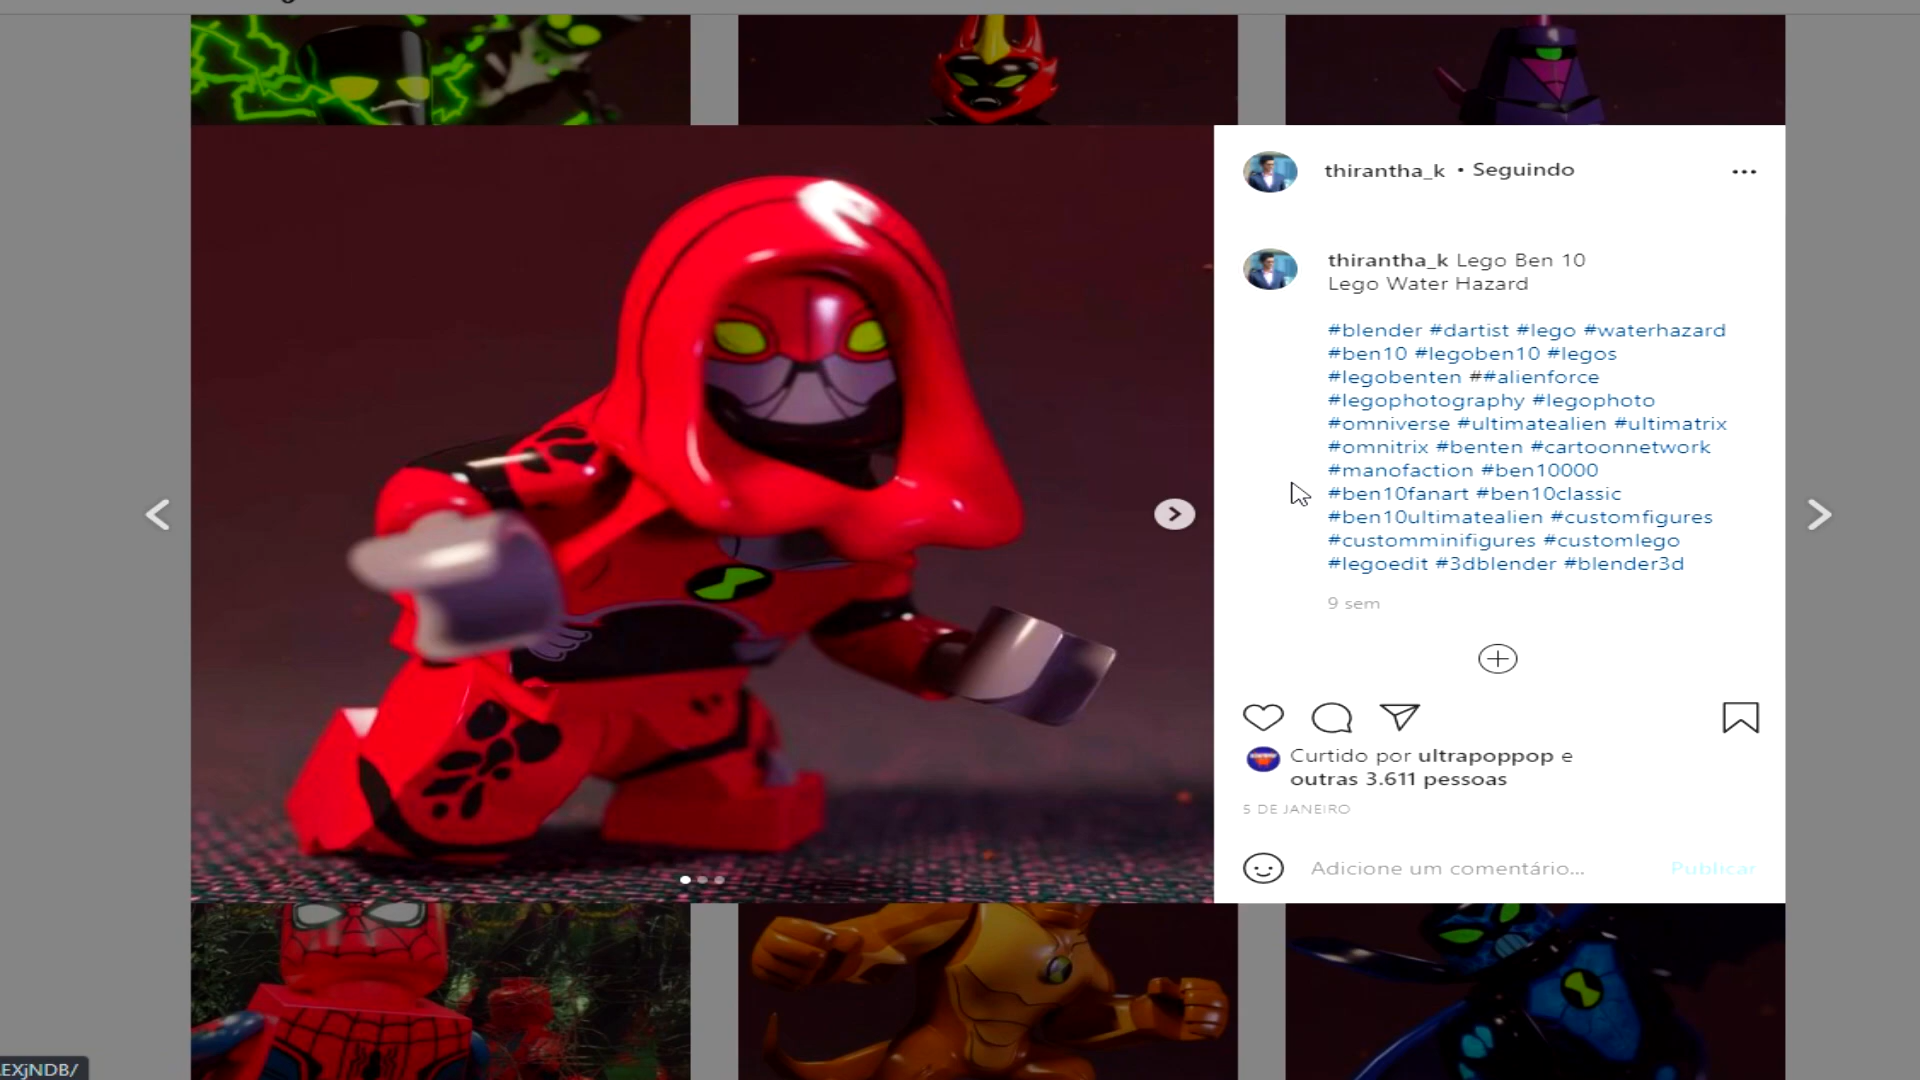 thirantha_k • Seguindo
thirantha_k Lego Ben 10
Lego Water Hazard
#blender #dartist #lego #waterhazard
#ben10 #legoben10 #legos
#legobenten ##alienforce
#legophotography #legophoto
#omniverse #ultimatealien #ultimatrix
#omnitrix #benten #cartoonnetwork
#manofaction #ben10000
#ben10fanart #ben10classic
#ben10ultimatealien #customfigures
#customminifigures #customlego
#legoedit #3dblender #blender3d
9 sem
Curtido por ultrapoppop e
outras 3.611 pessoas
5 DE JANEIRO
Adicione um comentário... Publicar
EXjNDB/